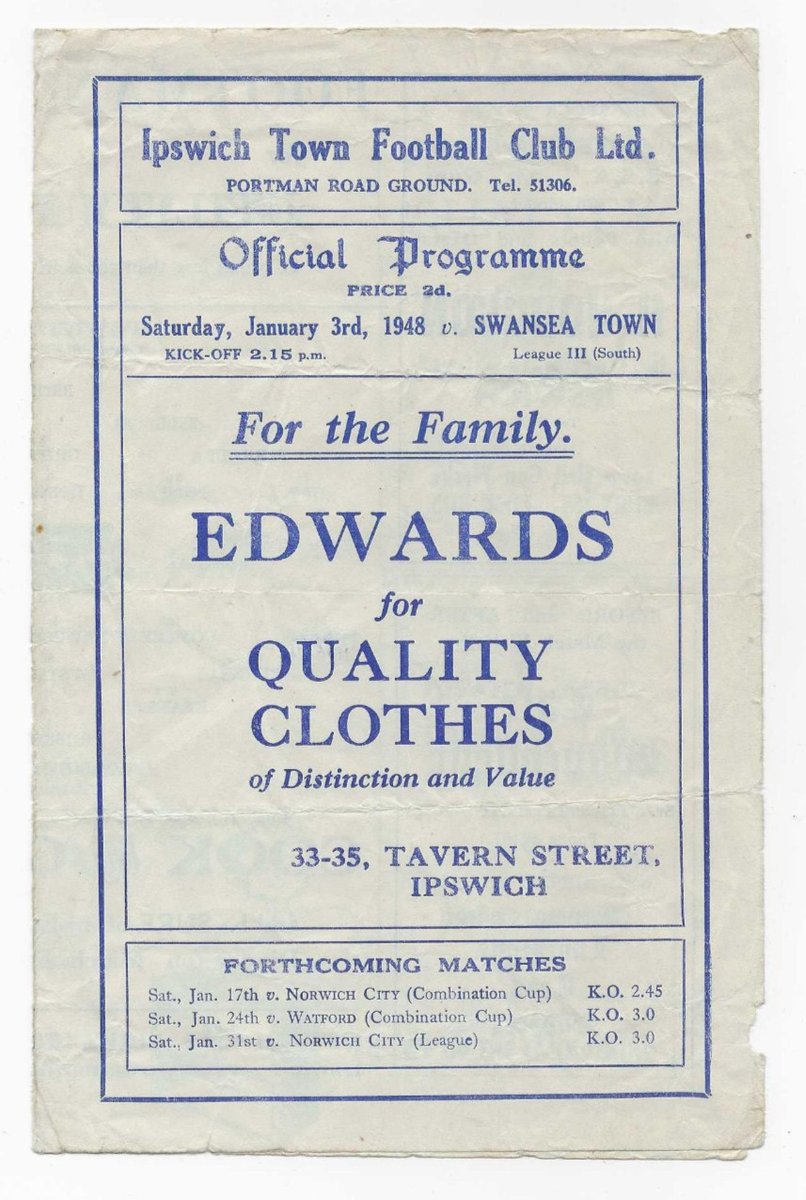 Ipswich Town Football Club Ltd.
PORTMAN ROAD GROUND. Tel. 51306.
Official Programme
PRICE 2d.
Saturday, January 3rd, 1948 v. SWANSEA TOWN
KICK-OFF 2.15 p.m. League III (South)
For the Family.
EDWARDS
for
QUALITY
CLOTHES
of Distinction and Value
33-35, TAVERN STREET,
IPSWICH
FORTHCOMING MATCHES
Sat., Jan. 17th v. NORWICH CITY (Combination Cup) K.O. 2.45
Sat., Jan. 24th v. WATFORD (Combination Cup) K.O. 3.0
Sat., Jan. 31st v. NORWICH CITY (League) K.O. 3.0